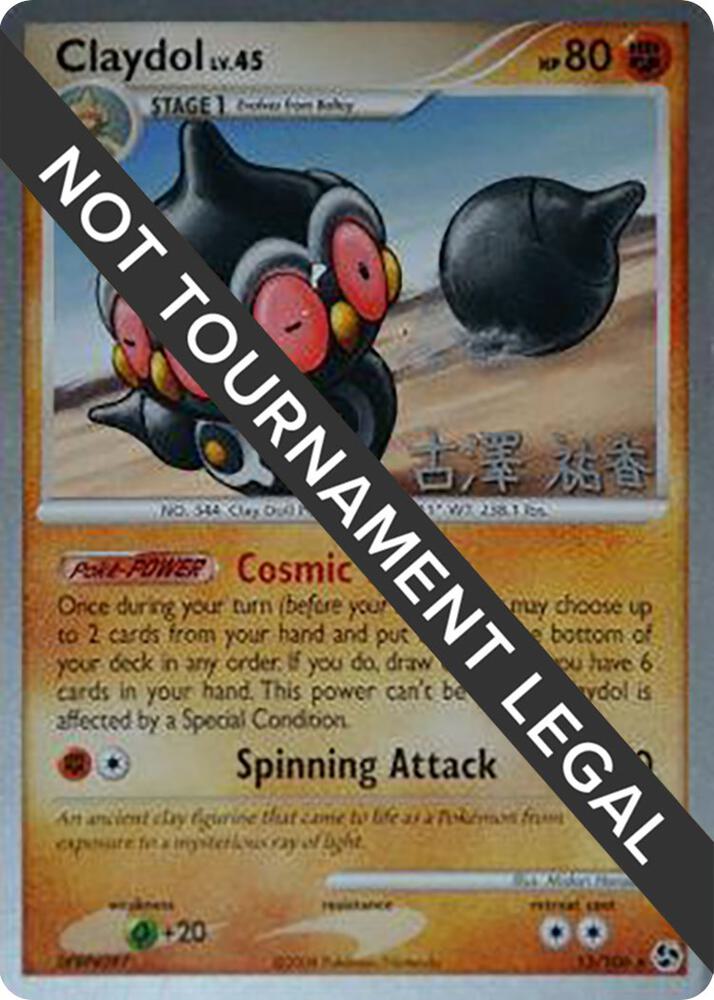 Claydol LV.45 HP 80
STAGE 1 Evolves from Baltoy
NOT TOURNAMENT LEGAL
古澤 祐香
NO. 344 Clay Doll WT: 238.1 lbs.
Poké-POWER Cosmic
Once during your turn (before your may choose up
to 2 cards from your hand and put bottom of
your deck in any order. If you do, draw you have 6
cards in your hand. This power can't be
affected by a Special Condition.
Spinning Attack
An ancient clay figurine that came to life as a Pokémon from
exposure to a mysterious ray of light.
Illus. Midori
weakness resistance retreat cost
+20
13/106